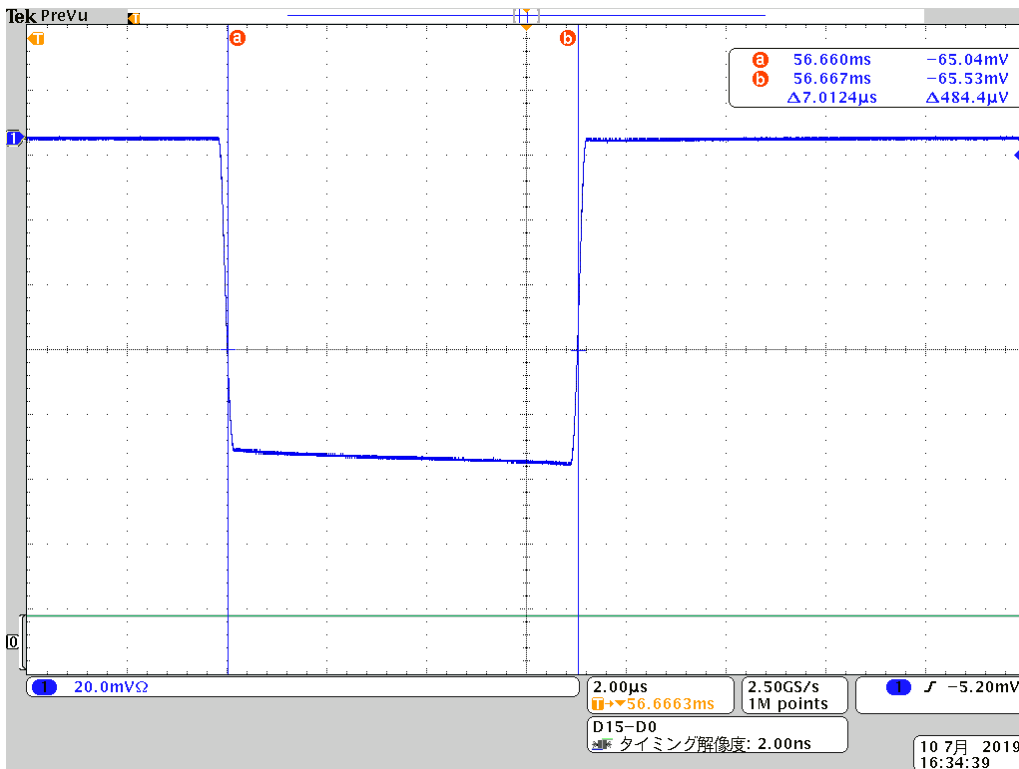 Tek PreVu
T
T
a
b
a 56.660ms −65.04mV
b 56.667ms −65.53mV
Δ7.0124µs Δ484.4µV
1
0
1 20.0mVΩ
2.00µs
T→▼56.6663ms
2.50GS/s
1M points
1 ∫ −5.20mV
D15-D0
タイミング解像度: 2.00ns
10 7月 2019
16:34:39